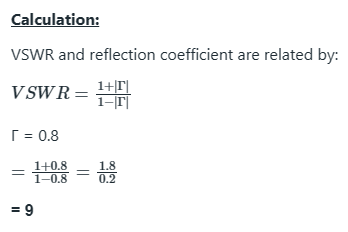 Calculation:
VSWR and reflection coefficient are related by:
VSWR = 1+|Γ| / 1−|Γ|
Γ = 0.8
= 1+0.8 / 1−0.8 = 1.8 / 0.2
= 9